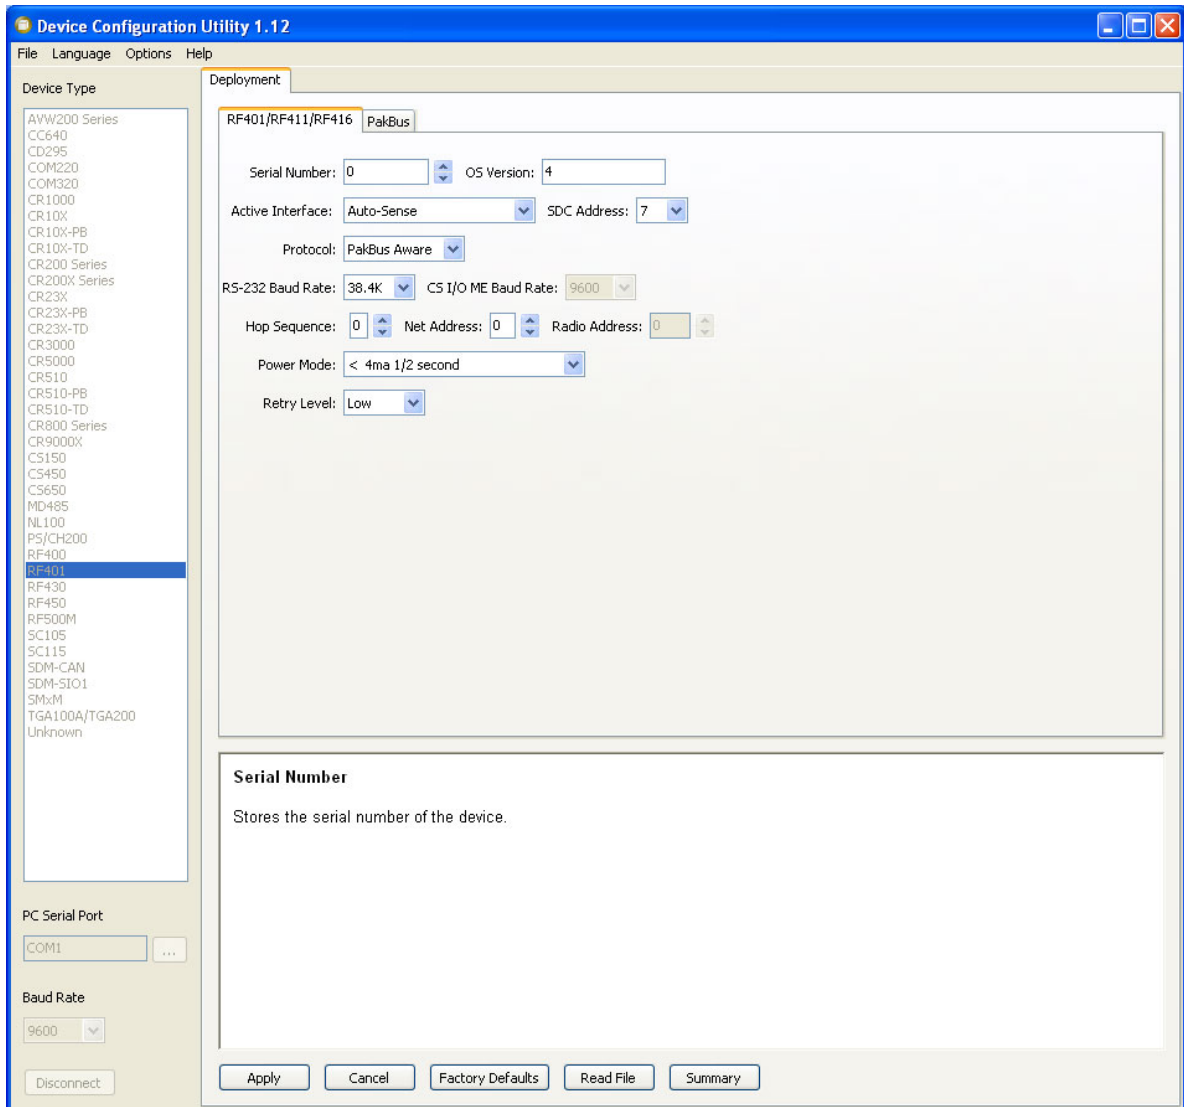 Device Configuration Utility 1.12
File Language Options Help
Device Type
AVW200 Series
CC640
CD295
COM220
COM320
CR1000
CR10X
CR10X-PB
CR10X-TD
CR200 Series
CR200X Series
CR23X
CR23X-PB
CR23X-TD
CR3000
CR5000
CR510
CR510-PB
CR510-TD
CR800 Series
CR9000X
CS150
CS450
CS650
MD485
NL100
PS/CH200
RF400
RF401
RF430
RF450
RF500M
SC105
SC115
SDM-CAN
SDM-SIO1
SMxM
TGA100A/TGA200
Unknown
PC Serial Port
COM1 ...
Baud Rate
9600
Disconnect
Deployment
RF401/RF411/RF416 PakBus
Serial Number: 0 OS Version: 4
Active Interface: Auto-Sense SDC Address: 7
Protocol: PakBus Aware
RS-232 Baud Rate: 38.4K CS I/O ME Baud Rate: 9600
Hop Sequence: 0 Net Address: 0 Radio Address: 0
Power Mode: < 4ma 1/2 second
Retry Level: Low
Serial Number
Stores the serial number of the device.
Apply Cancel Factory Defaults Read File Summary